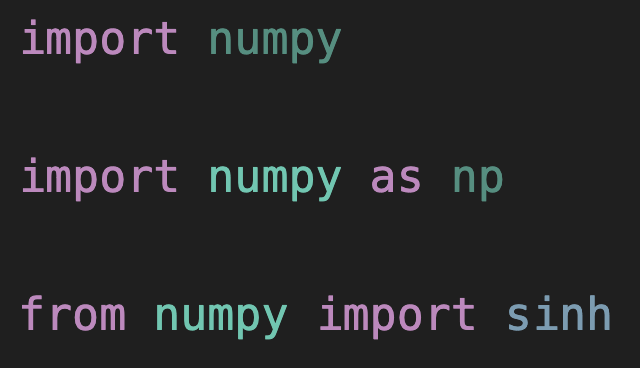 import numpy
import numpy as np
from numpy import sinh